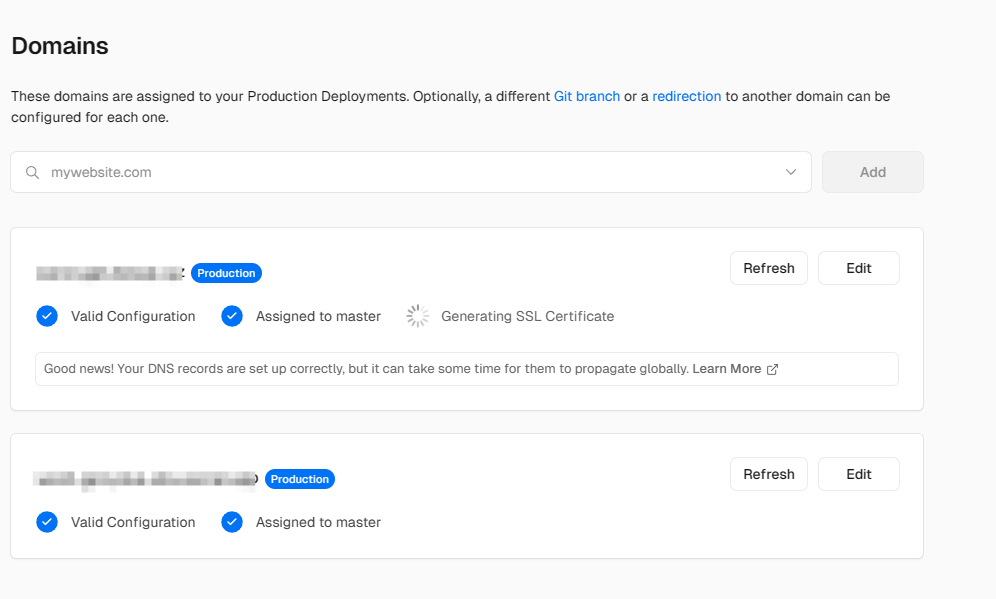 Domains
These domains are assigned to your Production Deployments. Optionally, a different Git branch or a redirection to another domain can be
configured for each one.
mywebsite.com
Add
Production
Refresh
Edit
Valid Configuration
Assigned to master
Generating SSL Certificate
Good news! Your DNS records are set up correctly, but it can take some time for them to propagate globally. Learn More
Production
Refresh
Edit
Valid Configuration
Assigned to master